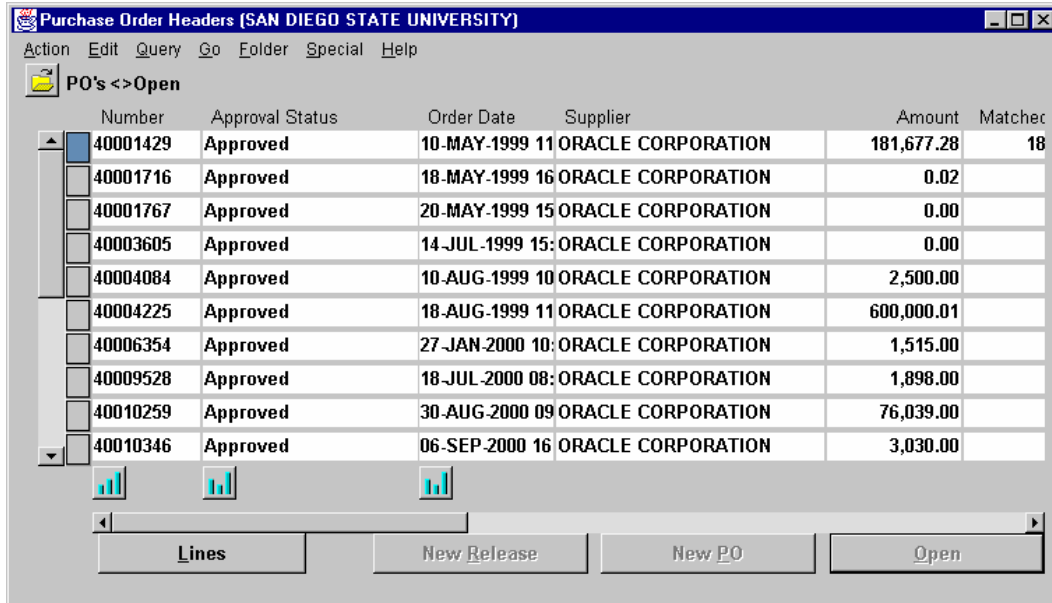 Purchase Order Headers (SAN DIEGO STATE UNIVERSITY)
Action Edit Query Go Folder Special Help
PO's <>Open
Number Approval Status Order Date Supplier Amount Matched
40001429 Approved 10-MAY-1999 11 ORACLE CORPORATION 181,677.28 18
40001716 Approved 18-MAY-1999 16 ORACLE CORPORATION 0.02
40001767 Approved 20-MAY-1999 15 ORACLE CORPORATION 0.00
40003605 Approved 14-JUL-1999 15: ORACLE CORPORATION 0.00
40004084 Approved 10-AUG-1999 10 ORACLE CORPORATION 2,500.00
40004225 Approved 18-AUG-1999 11 ORACLE CORPORATION 600,000.01
40006354 Approved 27-JAN-2000 10: ORACLE CORPORATION 1,515.00
40009528 Approved 18-JUL-2000 08: ORACLE CORPORATION 1,898.00
40010259 Approved 30-AUG-2000 09 ORACLE CORPORATION 76,039.00
40010346 Approved 06-SEP-2000 16 ORACLE CORPORATION 3,030.00
Lines New Release New PO Open